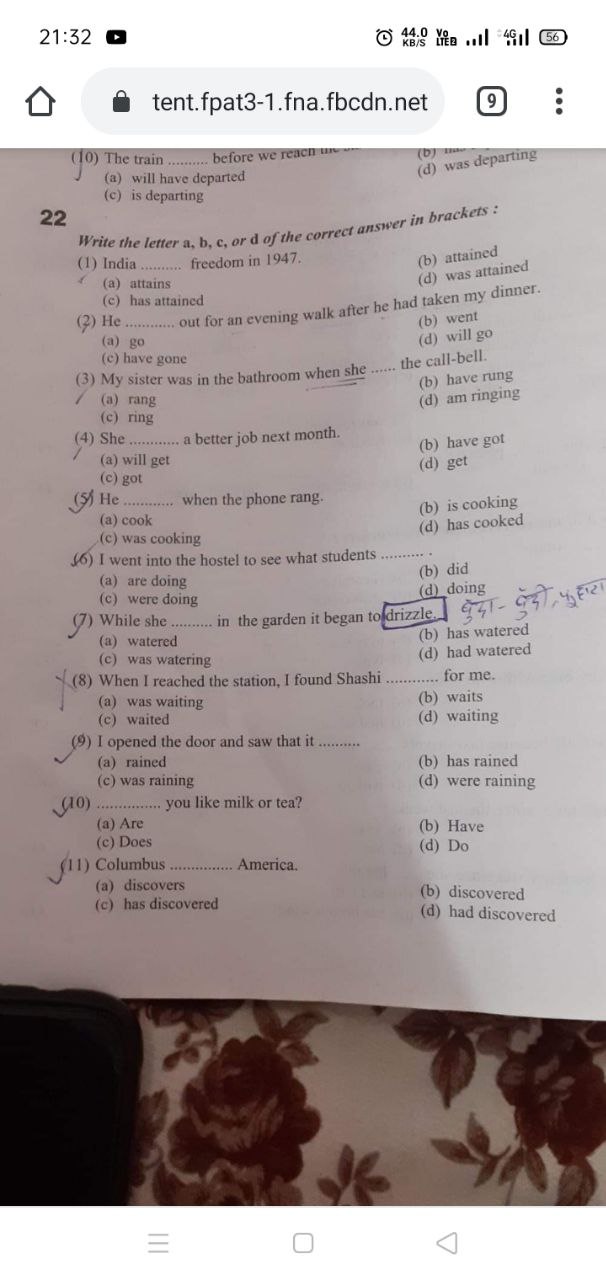 21:32
44.0
KB/S
Vo
LTE2
4G
56
tent.fpat3-1.fna.fbcdn.net
9
(10) The train .......... before we reach the
(b)
(a) will have departed
(d) was departing
(c) is departing
22
Write the letter a, b, c, or d of the correct answer in brackets :
(1) India .......... freedom in 1947.
(a) attains
(b) attained
(c) has attained
(d) was attained
(2) He ............ out for an evening walk after he had taken my dinner.
(a) go
(b) went
(c) have gone
(d) will go
(3) My sister was in the bathroom when she ...... the call-bell.
(a) rang
(b) have rung
(c) ring
(d) am ringing
(4) She ............ a better job next month.
(a) will get
(b) have got
(c) got
(d) get
(5) He ............ when the phone rang.
(a) cook
(b) is cooking
(c) was cooking
(d) has cooked
(6) I went into the hostel to see what students .......... .
(a) are doing
(b) did
(c) were doing
(d) doing
(7) While she .......... in the garden it began to drizzle. बूँदा-बूँदी, फुहारा
(a) watered
(b) has watered
(c) was watering
(d) had watered
(8) When I reached the station, I found Shashi ............ for me.
(a) was waiting
(b) waits
(c) waited
(d) waiting
(9) I opened the door and saw that it ..........
(a) rained
(b) has rained
(c) was raining
(d) were raining
(10) ............... you like milk or tea?
(a) Are
(b) Have
(c) Does
(d) Do
(11) Columbus ............... America.
(a) discovers
(b) discovered
(c) has discovered
(d) had discovered